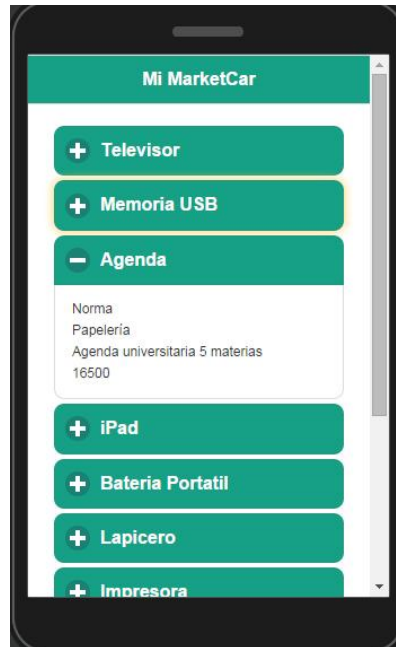 Mi MarketCar
Televisor
Memoria USB
Agenda
Norma
Papelería
Agenda universitaria 5 materias
16500
iPad
Bateria Portatil
Lapicero
Impresora